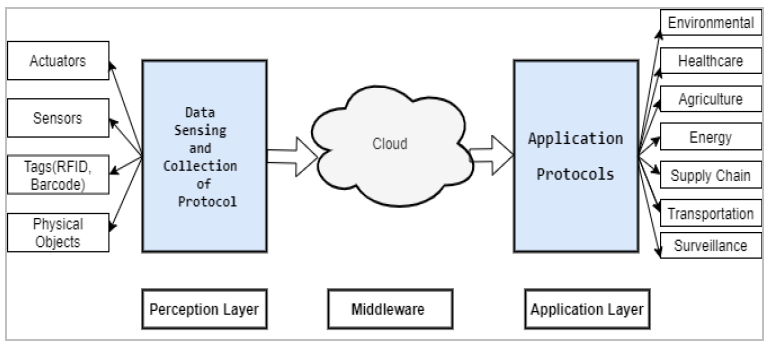 Actuators
Sensors
Tags(RFID,
Barcode)
Physical
Objects
Data
Sensing
and
Collection
of
Protocol
Cloud
Application
Protocols
Environmental
Healthcare
Agriculture
Energy
Supply Chain
Transportation
Surveillance
Perception Layer
Middleware
Application Layer